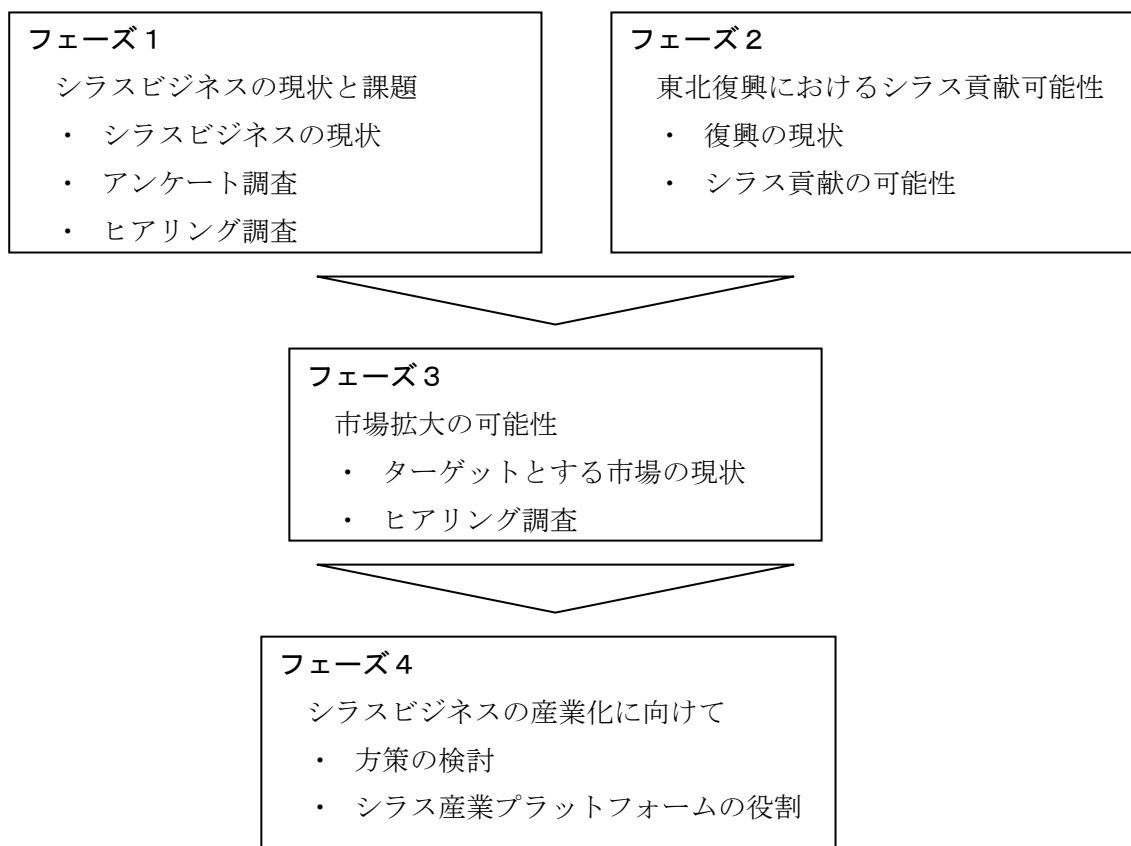 フェーズ１
シラスビジネスの現状と課題
・ シラスビジネスの現状
・ アンケート調査
・ ヒアリング調査
フェーズ２
東北復興におけるシラス貢献可能性
・ 復興の現状
・ シラス貢献の可能性
フェーズ３
市場拡大の可能性
・ ターゲットとする市場の現状
・ ヒアリング調査
フェーズ４
シラスビジネスの産業化に向けて
・ 方策の検討
・ シラス産業プラットフォームの役割